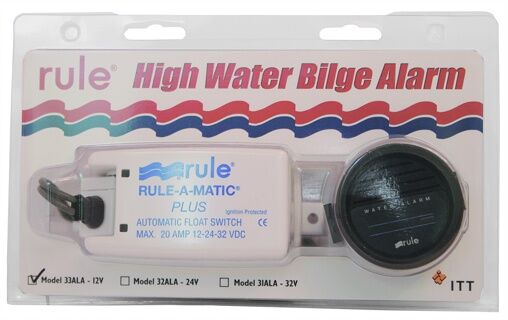 rule® High Water Bilge Alarm
rule®
RULE-A-MATIC®
PLUS
Ignition Protected
AUTOMATIC FLOAT SWITCH CE
MAX. 20 AMP 12-24-32 VDC
WATER ALARM
rule
Model 33ALA - 12V Model 32ALA - 24V Model 31ALA - 32V
ITT